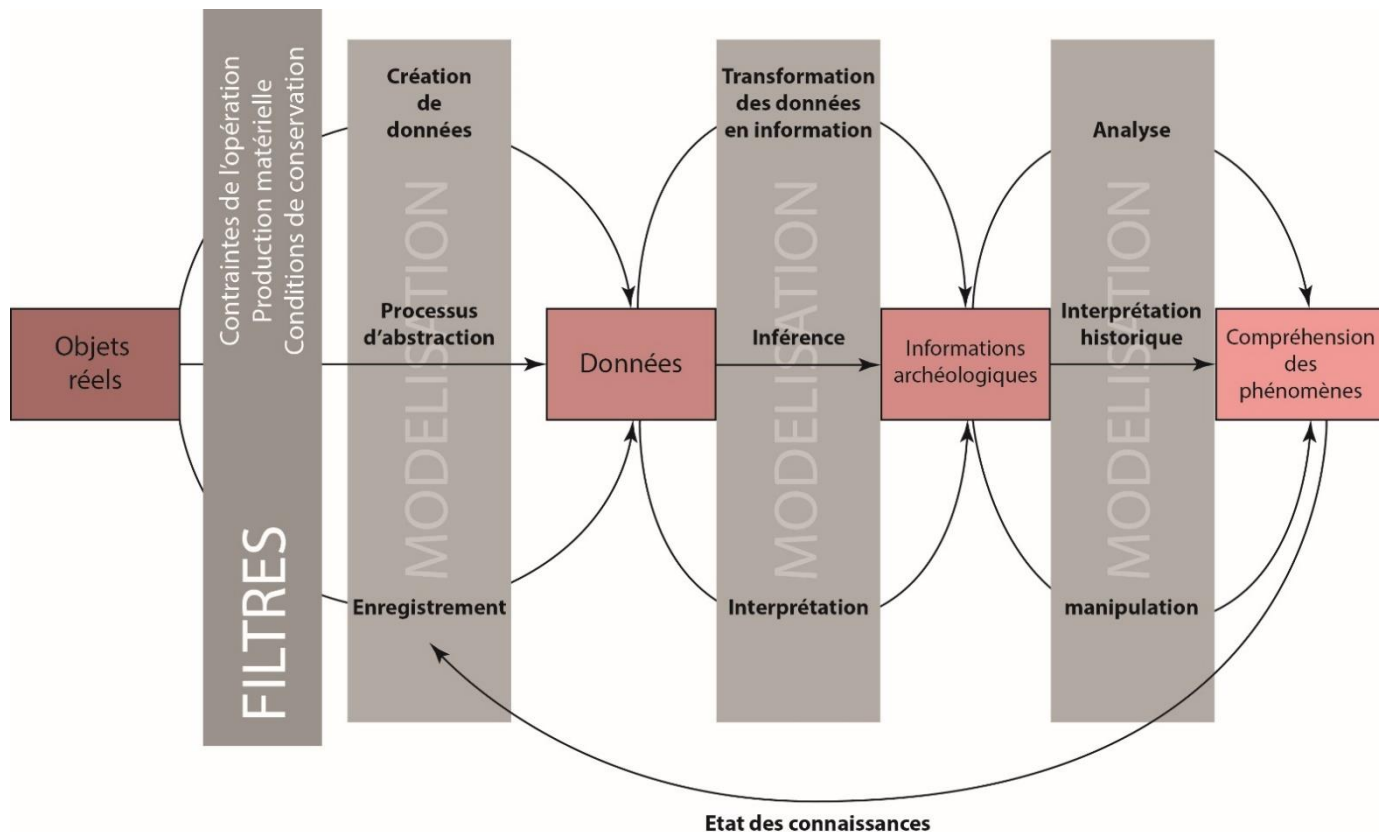 Objets
réels
FILTRES
Contraintes de l'opération
Production matérielle
Conditions de conservation
MODELISATION
Création
de
données
Processus
d'abstraction
Enregistrement
Données
MODELISATION
Transformation
des données
en information
Inférence
Interprétation
Informations
archéologiques
MODELISATION
Analyse
Interprétation
historique
manipulation
Compréhension
des
phénomènes
Etat des connaissances